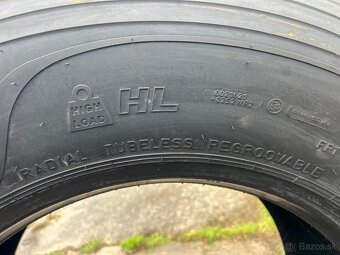 HIGH
LOAD
HL
RADIAL TUBELESS REGROOVABLE
Bazos.sk